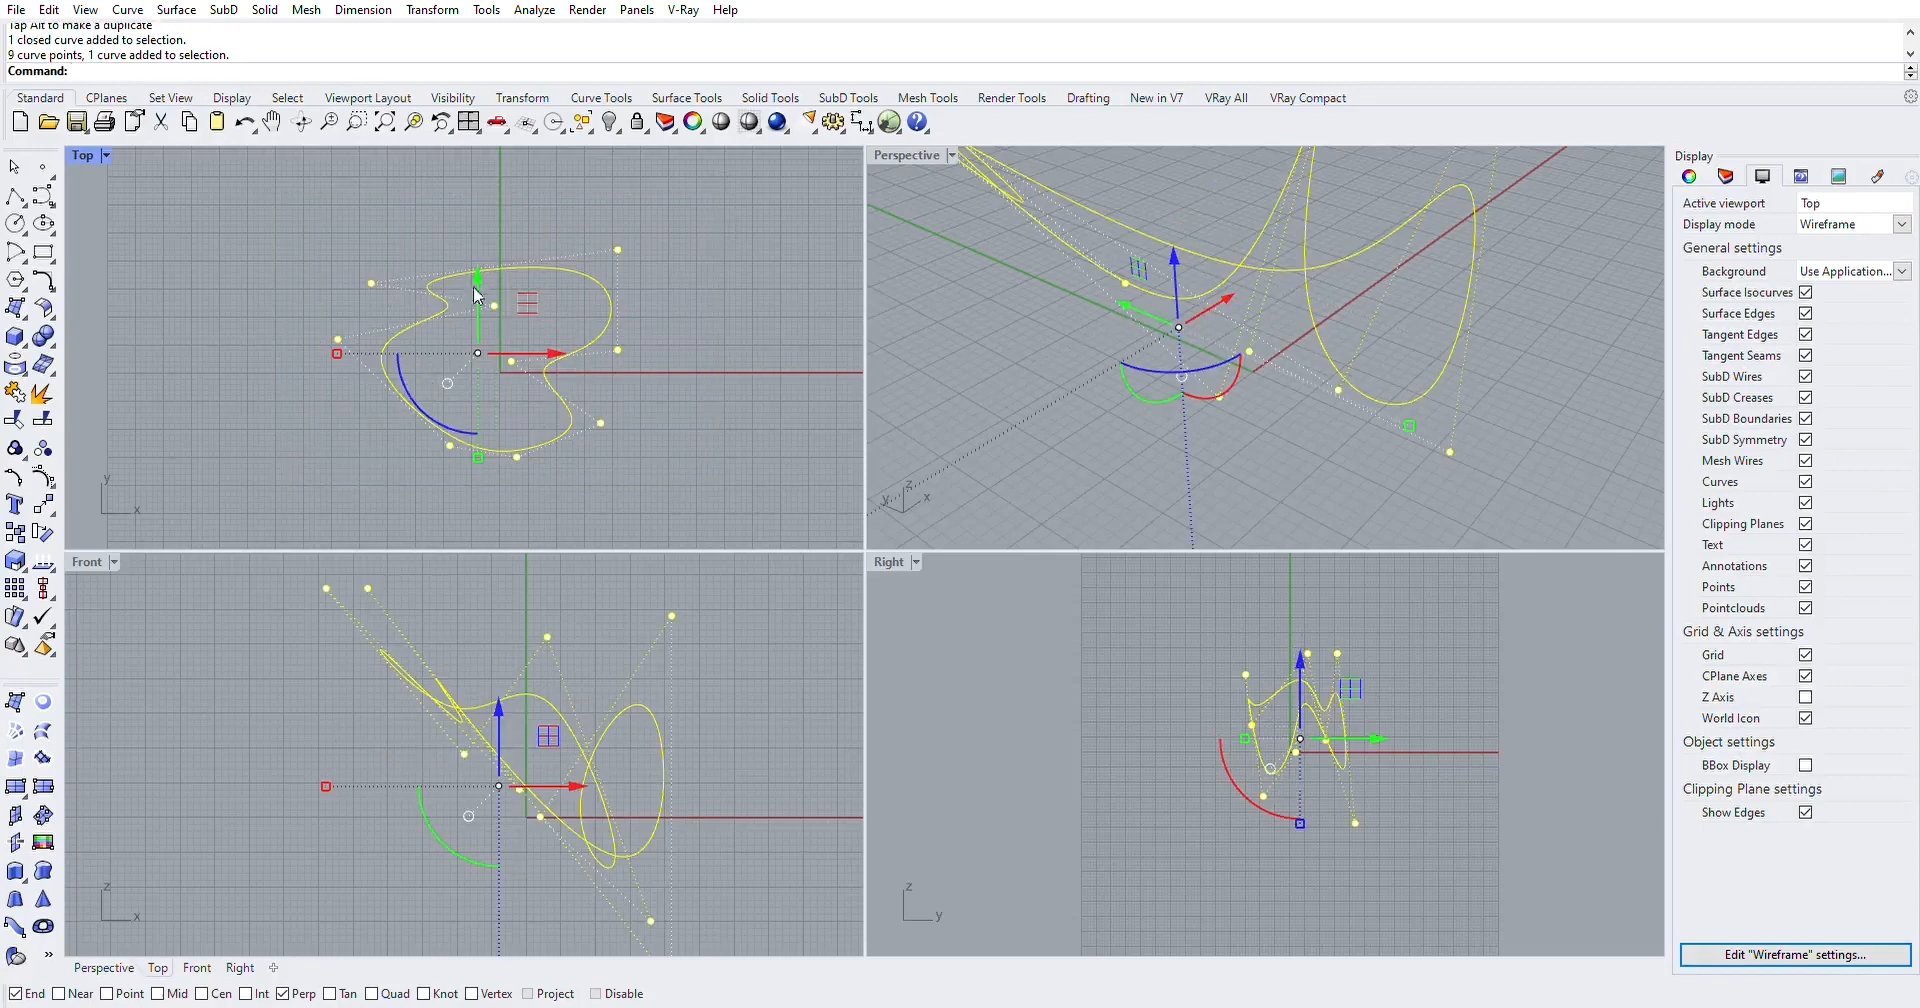 File Edit View Curve Surface SubD Solid Mesh Dimension Transform Tools Analyze Render Panels V-Ray Help
Tap Alt to make a duplicate
1 closed curve added to selection.
9 curve points, 1 curve added to selection.
Command:
Standard CPlanes Set View Display Select Viewport Layout Visibility Transform Curve Tools Surface Tools Solid Tools SubD Tools Mesh Tools Render Tools Drafting New in V7 VRay All VRay Compact
Top
Perspective
y
x
z
y x
Front
Right
z
x
z
y
Display
Active viewport Top
Display mode Wireframe
General settings
Background Use Application...
Surface Isocurves
Surface Edges
Tangent Edges
Tangent Seams
SubD Wires
SubD Creases
SubD Boundaries
SubD Symmetry
Mesh Wires
Curves
Lights
Clipping Planes
Text
Annotations
Points
Pointclouds
Grid & Axis settings
Grid
CPlane Axes
Z Axis
World Icon
Object settings
BBox Display
Clipping Plane settings
Show Edges
Edit "Wireframe" settings...
Perspective Top Front Right
End Near Point Mid Cen Int Perp Tan Quad Knot Vertex Project Disable